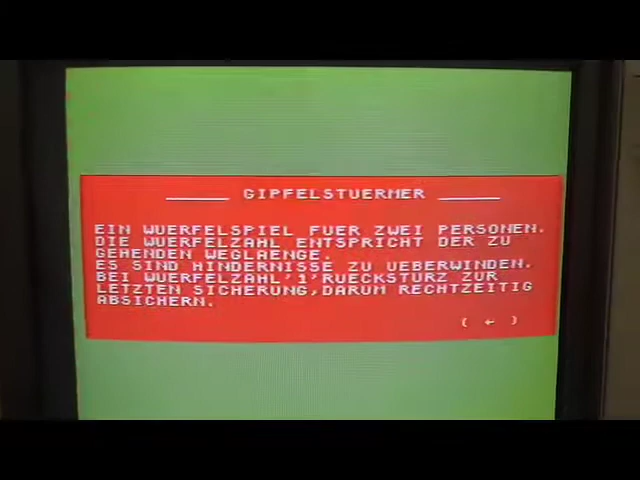 GIPFELSTUERMER
EIN WUERFELSPIEL FUER ZWEI PERSONEN.
DIE WUERFELZAHL ENTSPRICHT DER ZU
GEHENDEN WEGLAENGE.
ES SIND HINDERNISSE ZU UEBERWINDEN.
BEI WUERFELZAHL'1'RUECKSTURZ ZUR
LETZTEN SICHERUNG,DARUM RECHTZEITIG
ABSICHERN.
( ← )